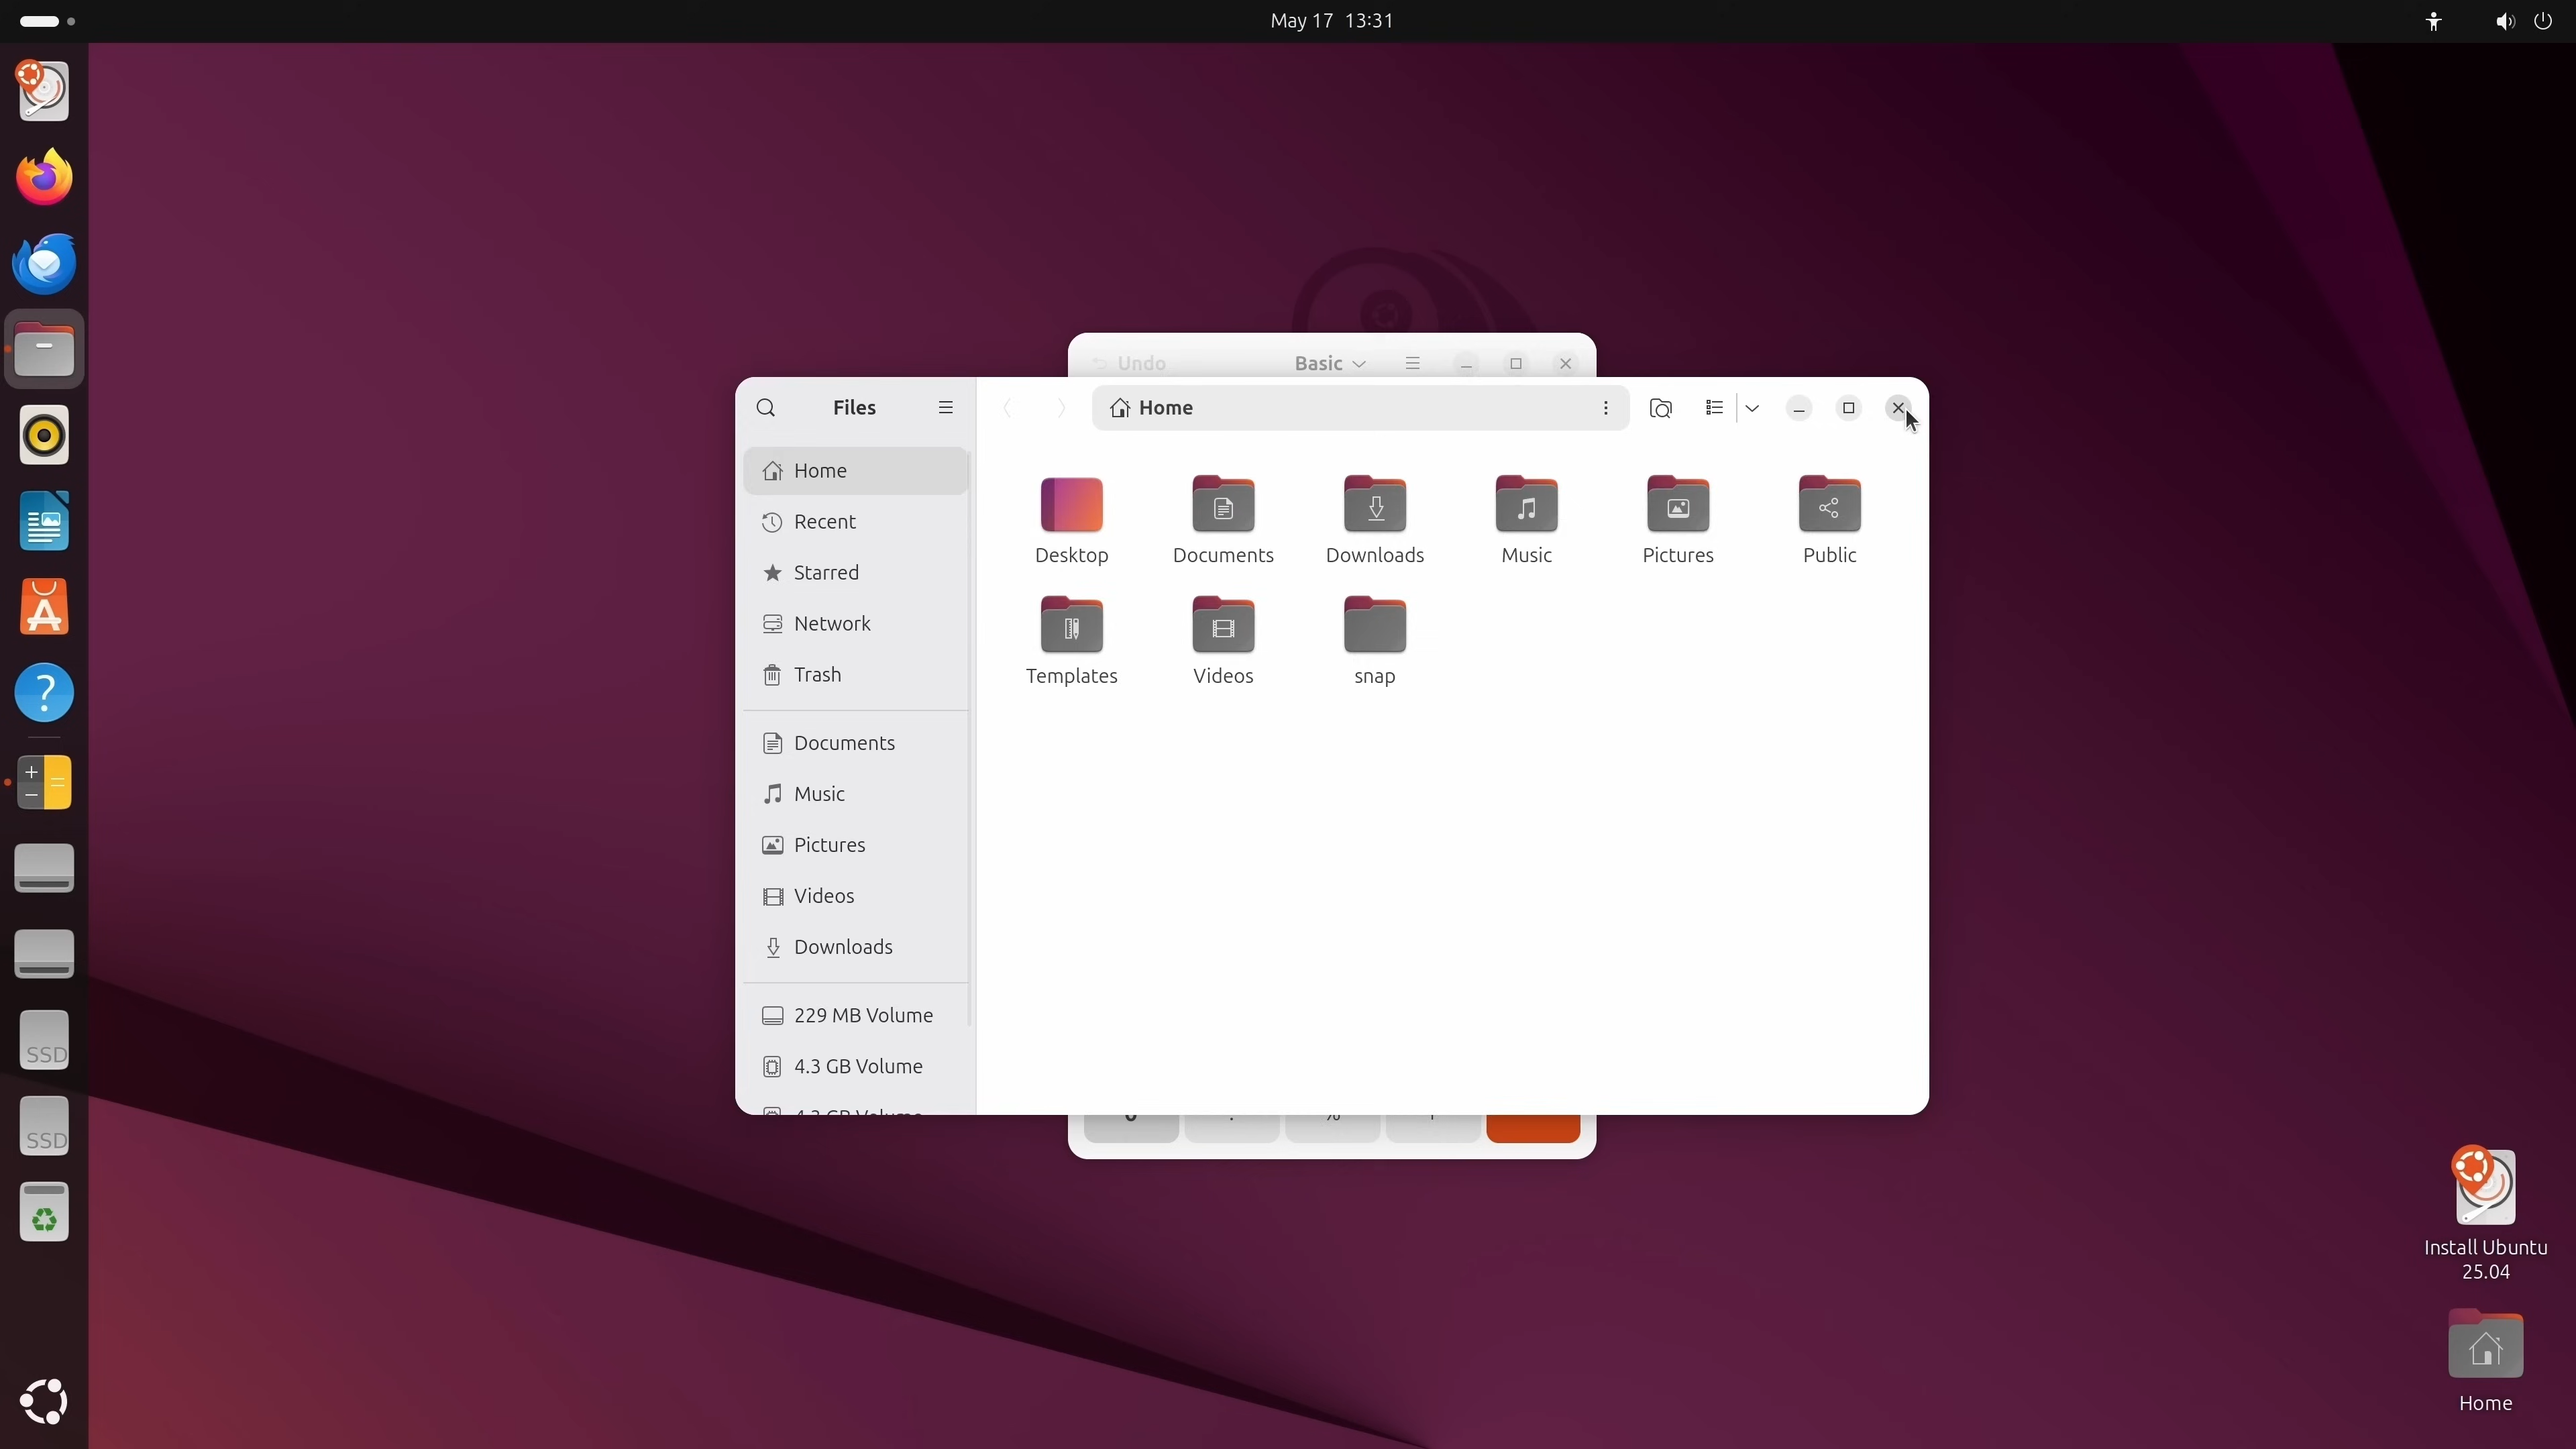 May 17 13:31
Undo
Basic
Files
Home
Home
Recent
Starred
Network
Trash
Documents
Music
Pictures
Videos
Downloads
229 MB Volume
4.3 GB Volume
Desktop
Documents
Downloads
Music
Pictures
Public
Templates
Videos
snap
%
SSD
SSD
Install Ubuntu
25.04
Home